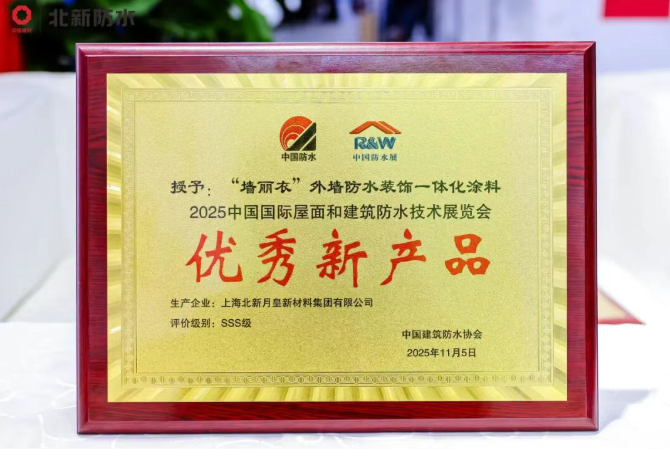 北新防水
中国防水
R&W
中国防水展
授予：“墙丽衣”外墙防水装饰一体化涂料
2025中国国际屋面和建筑防水技术展览会
优秀新产品
生产企业：上海北新月皇新材料集团有限公司
评价级别：SSS级
中国建筑防水协会
2025年11月5日